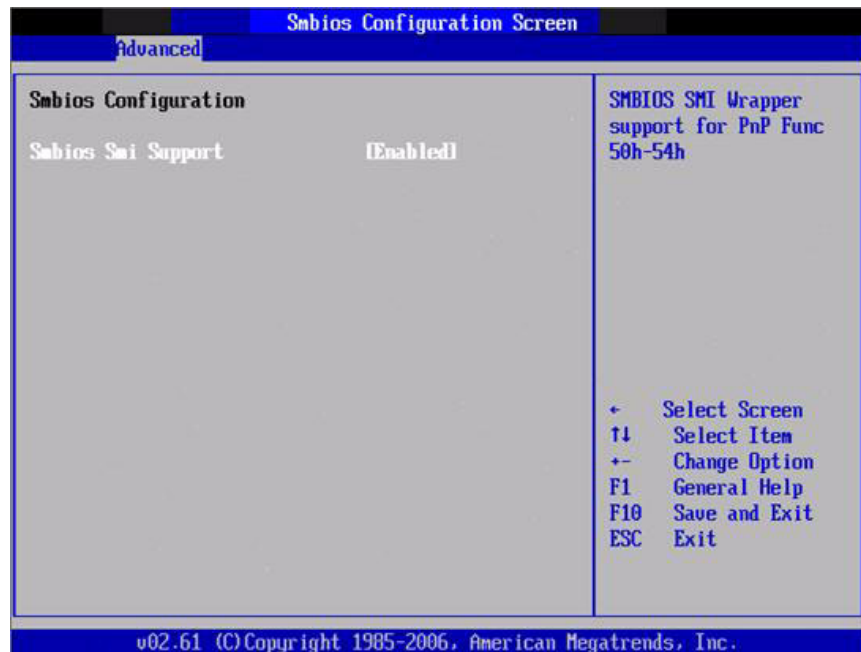 Smbios Configuration Screen
Advanced
Smbios Configuration
Smbios Smi Support [Enabled]
SMBIOS SMI Wrapper
support for PnP Func
50h-54h
← Select Screen
↑↓ Select Item
+- Change Option
F1 General Help
F10 Save and Exit
ESC Exit
v02.61 (C)Copyright 1985-2006, American Megatrends, Inc.